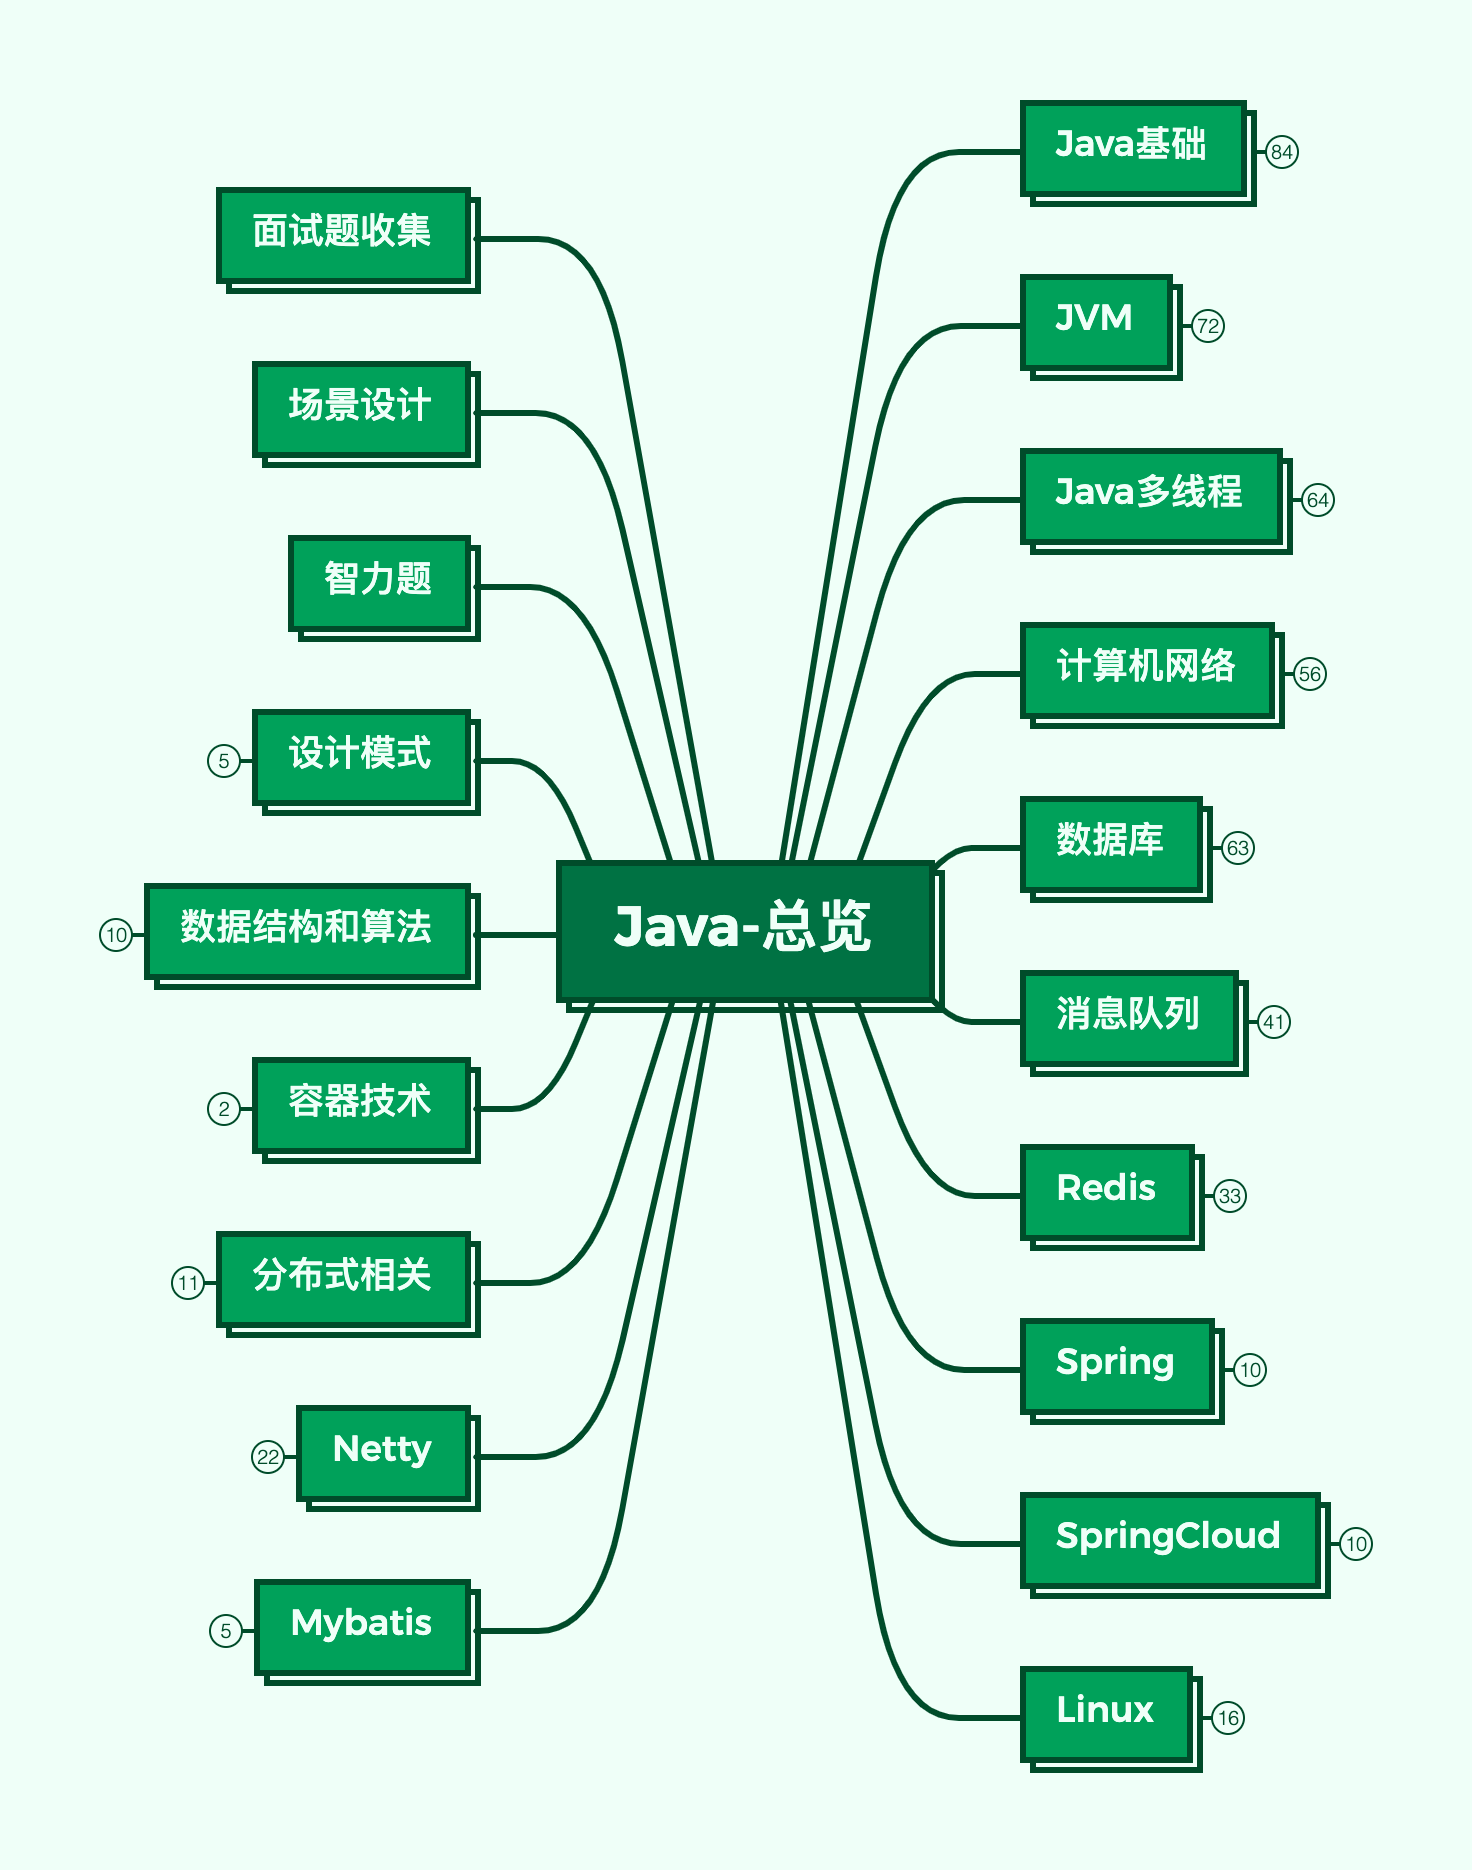 Java-总览
Java基础
84
JVM
72
Java多线程
64
计算机网络
56
数据库
63
消息队列
41
Redis
33
Spring
10
SpringCloud
10
Linux
16
面试题收集
场景设计
智力题
设计模式
5
数据结构和算法
10
容器技术
2
分布式相关
11
Netty
22
Mybatis
5